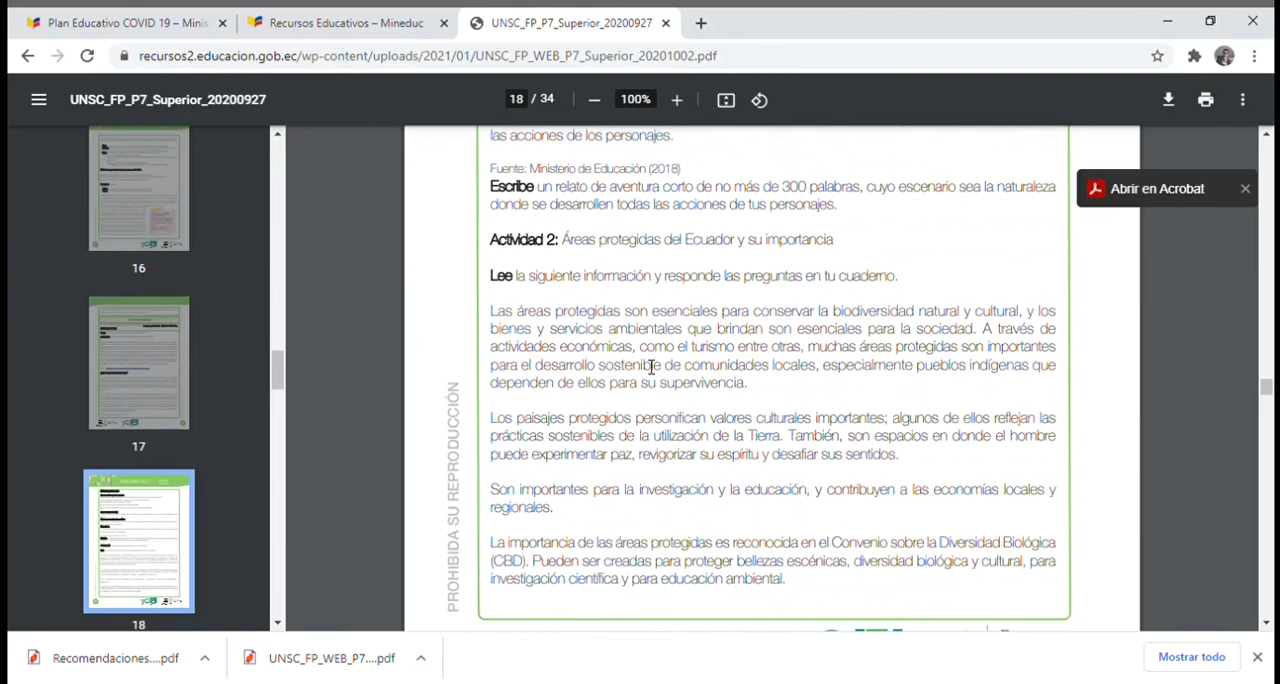 Plan Educativo COVID 19 – Minis
Recursos Educativos – Mineduc
UNSC_FP_P7_Superior_20200927
recursos2.educacion.gob.ec/wp-content/uploads/2021/01/UNSC_FP_WEB_P7_Superior_20201002.pdf
UNSC_FP_P7_Superior_20200927
18 / 34
100%
las acciones de los personajes.
Fuente: Ministerio de Educación (2018)
Escribe un relato de aventura corto de no más de 300 palabras, cuyo escenario sea la naturaleza
donde se desarrollen todas las acciones de tus personajes.
Abrir en Acrobat
Actividad 2: Áreas protegidas del Ecuador y su importancia
Lee la siguiente información y responde las preguntas en tu cuaderno.
Las áreas protegidas son esenciales para conservar la biodiversidad natural y cultural, y los
bienes y servicios ambientales que brindan son esenciales para la sociedad. A través de
actividades económicas, como el turismo entre otras, muchas áreas protegidas son importantes
para el desarrollo sostenible de comunidades locales, especialmente pueblos indígenas que
dependen de ellos para su supervivencia.
Los paisajes protegidos personifican valores culturales importantes; algunos de ellos reflejan las
prácticas sostenibles de la utilización de la Tierra. También, son espacios en donde el hombre
puede experimentar paz, revigorizar su espíritu y desafiar sus sentidos.
Son importantes para la investigación y la educación, y contribuyen a las economías locales y
regionales.
La importancia de las áreas protegidas es reconocida en el Convenio sobre la Diversidad Biológica
(CBD). Pueden ser creadas para proteger bellezas escénicas, diversidad biológica y cultural, para
investigación científica y para educación ambiental.
PROHIBIDA SU REPRODUCCIÓN
16
17
18
Recomendaciones....pdf
UNSC_FP_WEB_P7....pdf
Mostrar todo